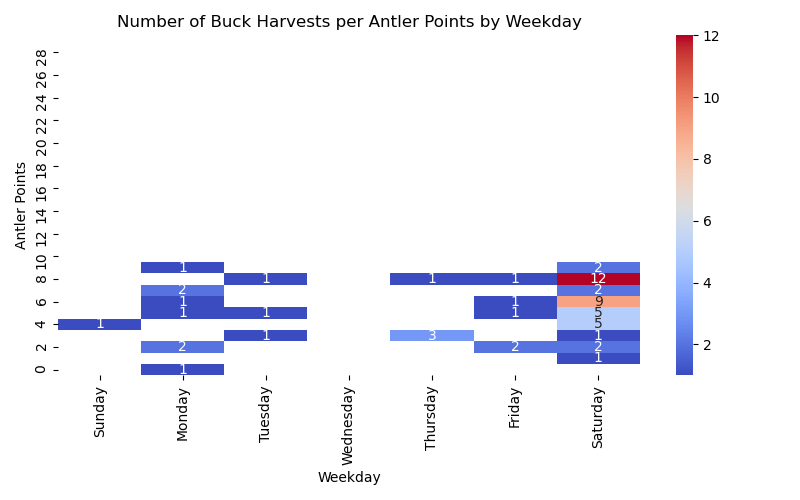 Number of Buck Harvests per Antler Points by Weekday
Antler Points
28
26
24
22
20
18
16
14
12
10
8
6
4
2
0
1 2
1 1 1 12
2 2
1 1 9
1 1 1 5
1 5
1 3 1
2 2 2
1
1
Sunday
Monday
Tuesday
Wednesday
Thursday
Friday
Saturday
Weekday
12
10
8
6
4
2